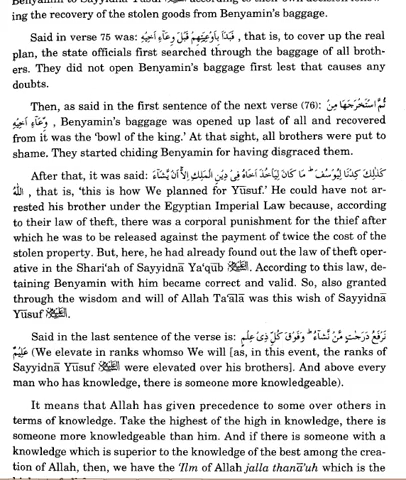 Benyamin to Sayyidnā Yūsuf according to their own decision follow-
ing the recovery of the stolen goods from Benyamin's baggage.
Said in verse 75 was: فَبَدَاَ بِاَوْعِيَتِهِمْ قَبْلَ وِعَآءِ اَخِيْهِ , that is, to cover up the real
plan, the state officials first searched through the baggage of all broth-
ers. They did not open Benyamin's baggage first lest that causes any
doubts.
Then, as said in the first sentence of the next verse (76): ثُمَّ اسْتَخْرَجَهَا مِنْ
وِّعَآءِ اَخِيْهِ , Benyamin's baggage was opened up last of all and recovered
from it was the 'bowl of the king.' At that sight, all brothers were put to
shame. They started chiding Benyamin for having disgraced them.
After that, it was said: كَذٰلِكَ كِدْنَا لِيُوْسُفَ ۖ مَا كَانَ لِيَاْخُذَ اَخَاهُ فِيْ دِيْنِ الْمَلِكِ اِلَّا اَنْ يَّشَآءَ
اللّٰهُ , that is, 'this is how We planned for Yūsuf.' He could have not ar-
rested his brother under the Egyptian Imperial Law because, according
to their law of theft, there was a corporal punishment for the thief after
which he was to be released against the payment of twice the cost of the
stolen property. But, here, he had already found out the law of theft oper-
ative in the Shari'ah of Sayyidnā Ya'qūb. According to this law, de-
taining Benyamin with him became correct and valid. So, also granted
through the wisdom and will of Allah Ta'ālā was this wish of Sayyidnā
Yūsuf.
Said in the last sentence of the verse is: نَرْفَعُ دَرَجٰتٍ مَّنْ نَّشَآءُ ۖ وَفَوْقَ كُلِّ ذِيْ عِلْمٍ
عَلِيْمٌ (We elevate in ranks whomso We will [as, in this event, the ranks of
Sayyidnā Yūsuf were elevated over his brothers]. And above every
man who has knowledge, there is someone more knowledgeable).
It means that Allah has given precedence to some over others in
terms of knowledge. Take the highest of the high in knowledge, there is
someone more knowledgeable than him. And if there is someone with a
knowledge which is superior to the knowledge of the best among the crea-
tion of Allah, then, we have the 'Ilm of Allah jalla thanā'uh which is the